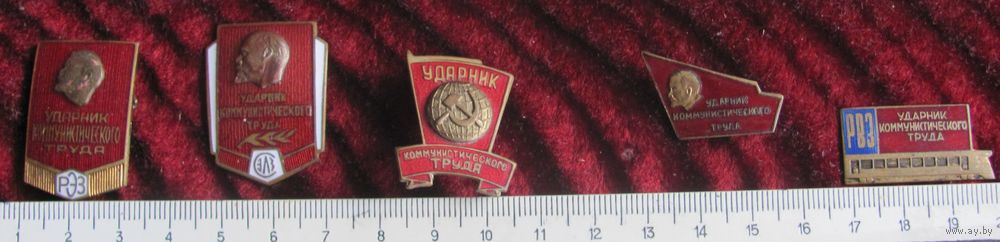 УДАРНИК
КОММУНИСТИЧЕСКОГО
ТРУДА
РЭЗ
УДАРНИК
КОММУНИСТИЧЕСКОГО
ТРУДА
УДАРНИК
КОММУНИСТИЧЕСКОГО
ТРУДА
УДАРНИК
КОММУНИСТИЧЕСКОГО
ТРУДА
РВЗ
УДАРНИК
КОММУНИСТИЧЕСКОГО
ТРУДА
1 2 3 4 5 6 7 8 9 10 11 12 13 14 15 16 17 18 19
www.ay.by